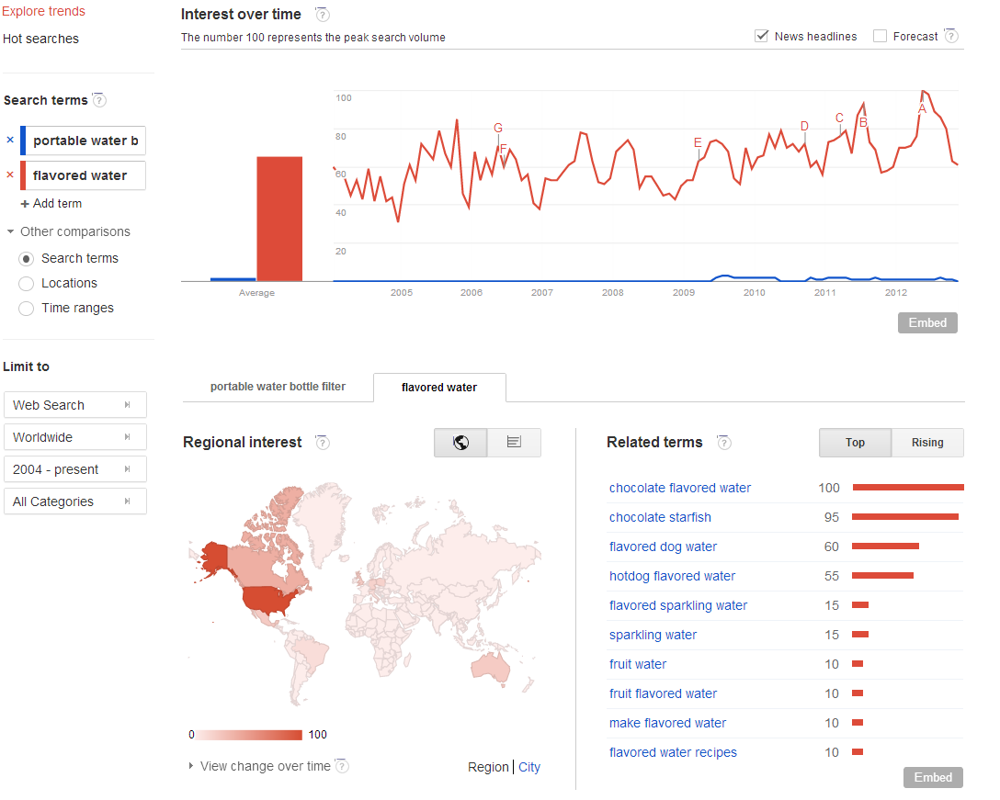 Explore trends
Hot searches
Search terms ?
× portable water b
× flavored water
+ Add term
Other comparisons
Search terms
Locations
Time ranges
Limit to
Web Search
Worldwide
2004 - present
All Categories
Interest over time ?
The number 100 represents the peak search volume
News headlines Forecast ?
100
80
60
40
20
G
F
E
D
C
B
A
Average 2005 2006 2007 2008 2009 2010 2011 2012
Embed
portable water bottle filter flavored water
Regional interest ?
0 100
View change over time ?
Region City
Related terms ? Top Rising
chocolate flavored water 100
chocolate starfish 95
flavored dog water 60
hotdog flavored water 55
flavored sparkling water 15
sparkling water 15
fruit water 10
fruit flavored water 10
make flavored water 10
flavored water recipes 10
Embed